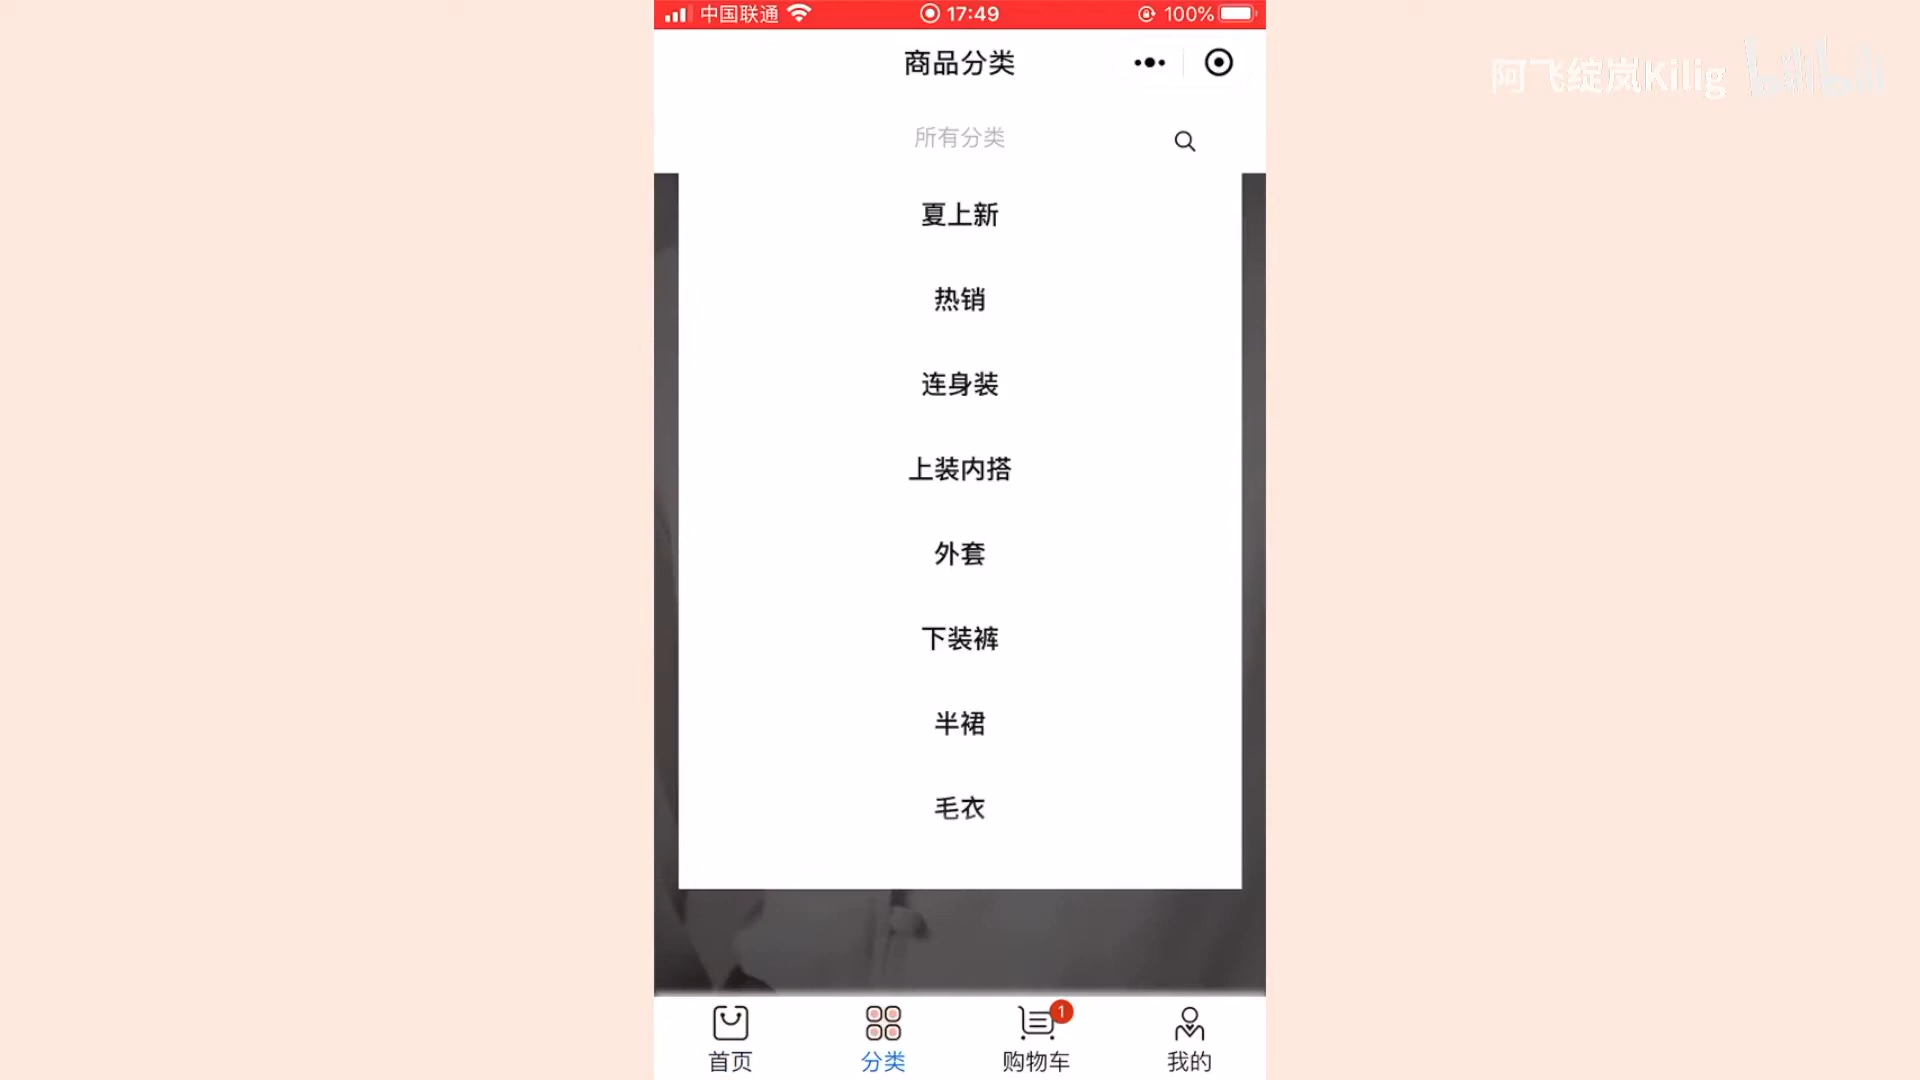 中国联通 17:49 100%
商品分类
阿飞绽岚Kilig bilibili
所有分类
夏上新
热销
连身装
上装内搭
外套
下装裤
半裙
毛衣
1
首页 分类 购物车 我的